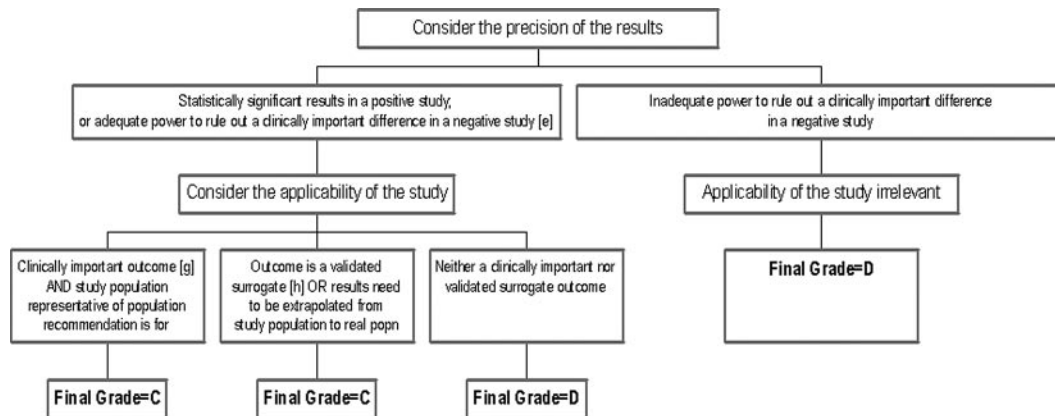 Consider the precision of the results
Statistically significant results in a positive study;
or adequate power to rule out a clinically important difference in a negative study [e]
Inadequate power to rule out a clinically important difference
in a negative study
Consider the applicability of the study
Applicability of the study irrelevant
Clinically important outcome [g]
AND study population
representative of population
recommendation is for
Outcome is a validated
surrogate [h] OR results need
to be extrapolated from
study population to real popn
Neither a clinically important nor
validated surrogate outcome
Final Grade=D
Final Grade=C
Final Grade=C
Final Grade=D